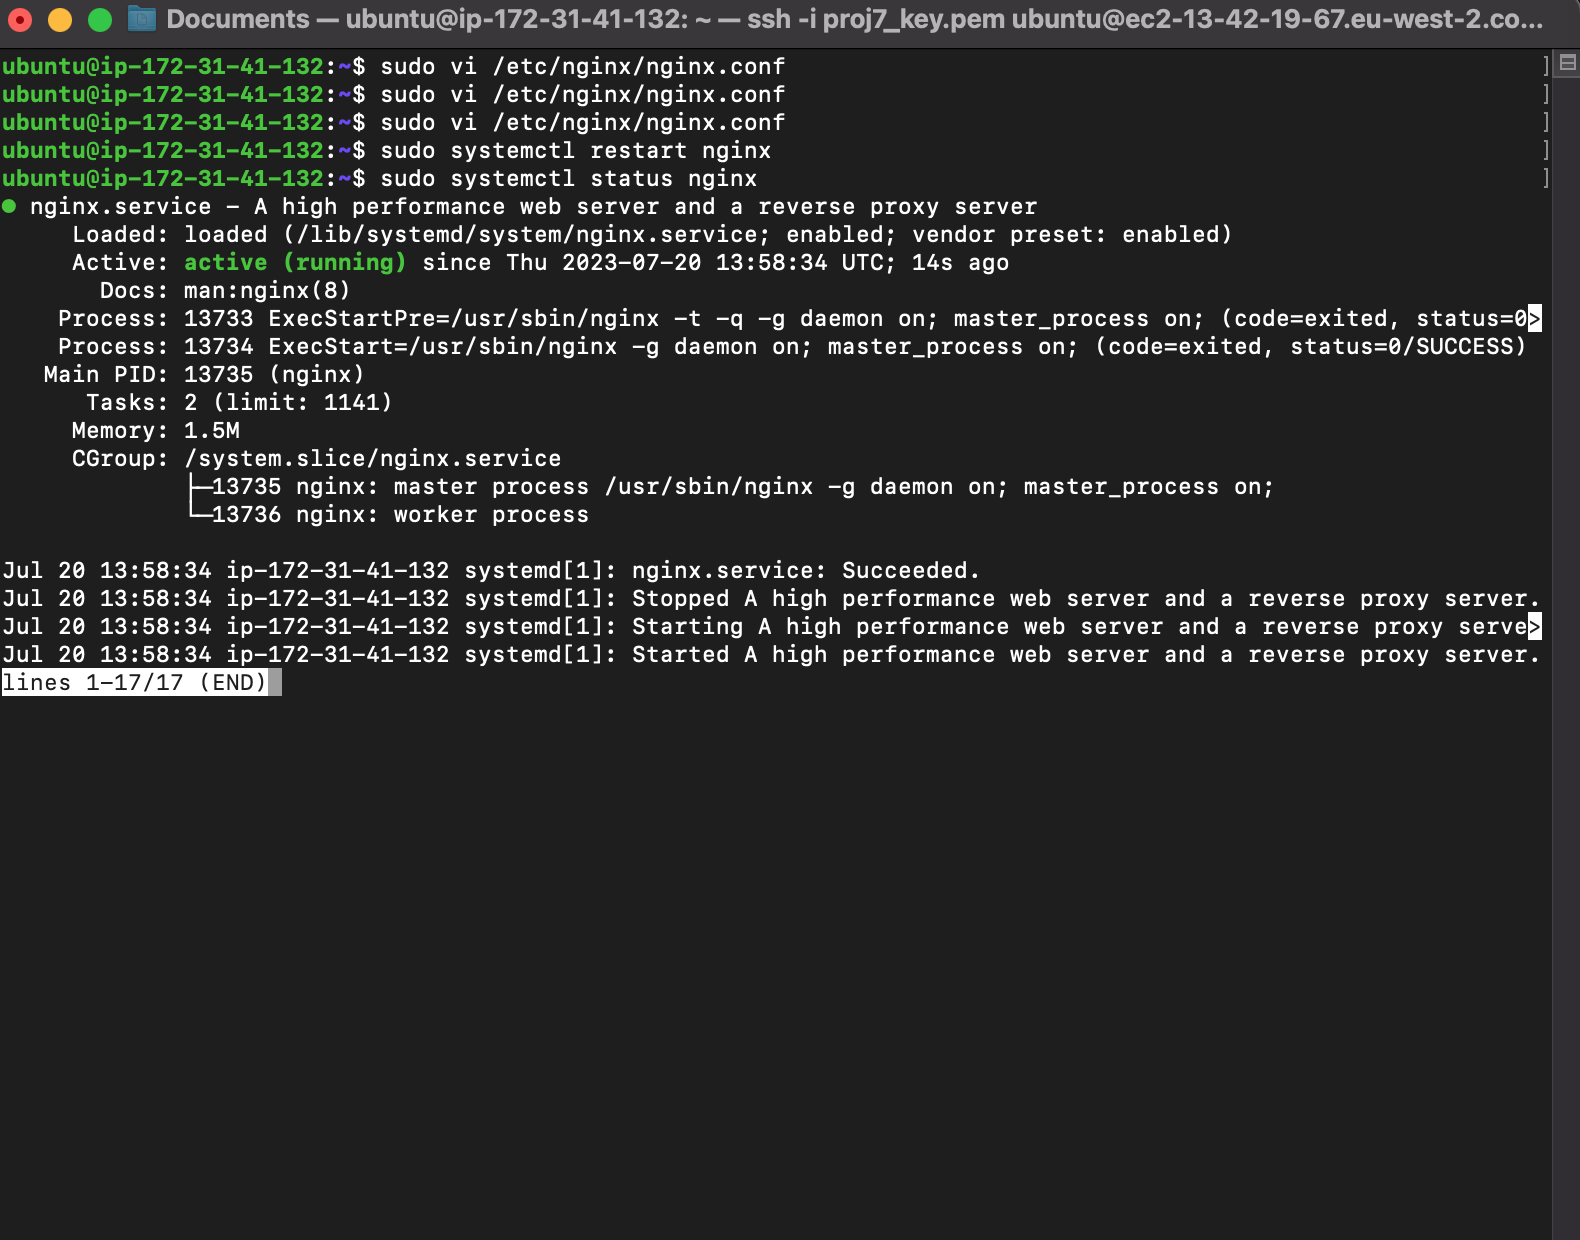 Documents — ubuntu@ip-172-31-41-132: ~ — ssh -i proj7_key.pem ubuntu@ec2-13-42-19-67.eu-west-2.co...
ubuntu@ip-172-31-41-132:~$ sudo vi /etc/nginx/nginx.conf ]
ubuntu@ip-172-31-41-132:~$ sudo vi /etc/nginx/nginx.conf ]
ubuntu@ip-172-31-41-132:~$ sudo vi /etc/nginx/nginx.conf ]
ubuntu@ip-172-31-41-132:~$ sudo systemctl restart nginx ]
ubuntu@ip-172-31-41-132:~$ sudo systemctl status nginx ]
● nginx.service - A high performance web server and a reverse proxy server
     Loaded: loaded (/lib/systemd/system/nginx.service; enabled; vendor preset: enabled)
     Active: active (running) since Thu 2023-07-20 13:58:34 UTC; 14s ago
       Docs: man:nginx(8)
    Process: 13733 ExecStartPre=/usr/sbin/nginx -t -q -g daemon on; master_process on; (code=exited, status=0>
    Process: 13734 ExecStart=/usr/sbin/nginx -g daemon on; master_process on; (code=exited, status=0/SUCCESS)
   Main PID: 13735 (nginx)
      Tasks: 2 (limit: 1141)
     Memory: 1.5M
     CGroup: /system.slice/nginx.service
             ├─13735 nginx: master process /usr/sbin/nginx -g daemon on; master_process on;
             └─13736 nginx: worker process
Jul 20 13:58:34 ip-172-31-41-132 systemd[1]: nginx.service: Succeeded.
Jul 20 13:58:34 ip-172-31-41-132 systemd[1]: Stopped A high performance web server and a reverse proxy server.
Jul 20 13:58:34 ip-172-31-41-132 systemd[1]: Starting A high performance web server and a reverse proxy serve>
Jul 20 13:58:34 ip-172-31-41-132 systemd[1]: Started A high performance web server and a reverse proxy server.
lines 1-17/17 (END)